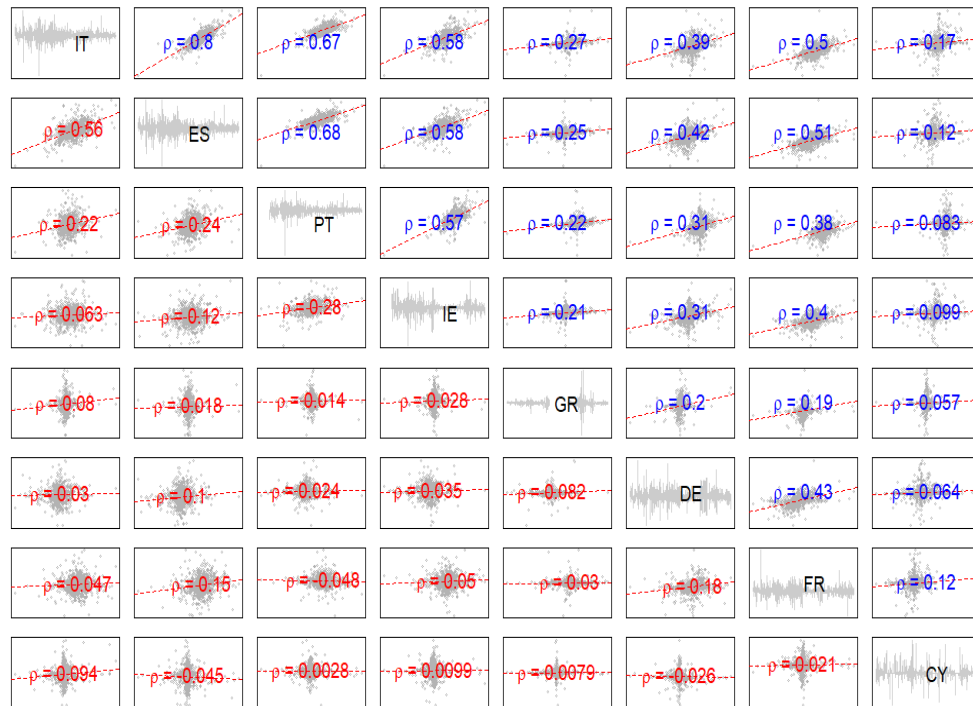 IT ρ = 0.8 ρ = 0.67 ρ = 0.58 ρ = 0.27 ρ = 0.39 ρ = 0.5 ρ = 0.17
ρ = 0.56 ES ρ = 0.68 ρ = 0.58 ρ = 0.25 ρ = 0.42 ρ = 0.51 ρ = 0.12
ρ = 0.22 ρ = 0.24 PT ρ = 0.57 ρ = 0.22 ρ = 0.31 ρ = 0.38 ρ = 0.083
ρ = 0.063 ρ = 0.12 ρ = 0.28 IE ρ = 0.21 ρ = 0.31 ρ = 0.4 ρ = 0.099
ρ = 0.08 ρ = 0.018 ρ = 0.014 ρ = 0.028 GR ρ = 0.2 ρ = 0.19 ρ = 0.057
ρ = 0.03 ρ = 0.1 ρ = 0.024 ρ = 0.035 ρ = 0.082 DE ρ = 0.43 ρ = 0.064
ρ = 0.047 ρ = 0.15 ρ = -0.048 ρ = 0.05 ρ = 0.03 ρ = 0.18 FR ρ = 0.12
ρ = 0.094 ρ = -0.045 ρ = 0.0028 ρ = 0.0099 ρ = 0.0079 ρ = -0.026 ρ = 0.021 CY